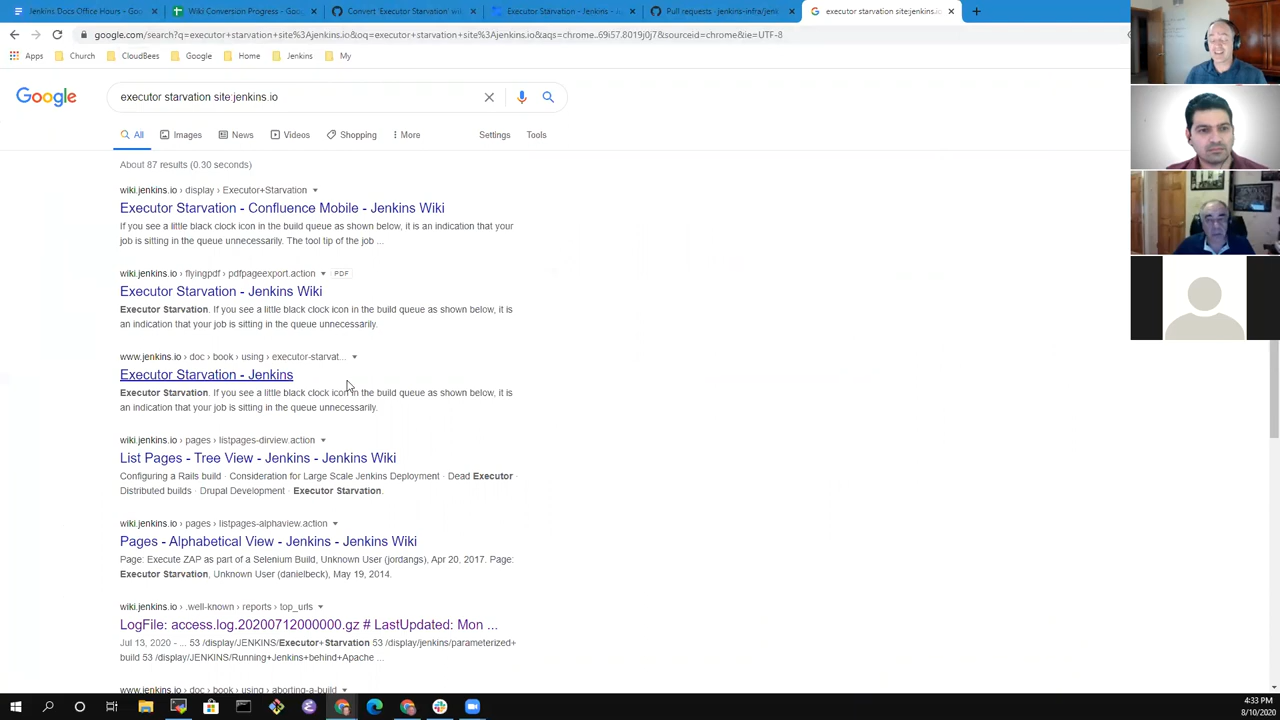 Jenkins Docs Office Hours - Goo
Wiki Conversion Progress - Goog
Convert 'Executor Starvation' wi
Executor Starvation - Jenkins - J
Pull requests · jenkins-infra/jenk
executor starvation site:jenkins.io
google.com/search?q=executor+starvation+site%3Ajenkins.io&oq=executor+starvation+site%3Ajenkins.io&aqs=chrome..69i57.8019j0j7&sourceid=chrome&ie=UTF-8
Apps Church CloudBees Google Home Jenkins My
Google executor starvation site:jenkins.io
All Images News Videos Shopping More Settings Tools
About 87 results (0.30 seconds)
wiki.jenkins.io › display › Executor+Starvation
Executor Starvation - Confluence Mobile - Jenkins Wiki
If you see a little black clock icon in the build queue as shown below, it is an indication that your
job is sitting in the queue unnecessarily. The tool tip of the job ...
wiki.jenkins.io › flyingpdf › pdfpageexport.action PDF
Executor Starvation - Jenkins Wiki
Executor Starvation. If you see a little black clock icon in the build queue as shown below, it is
an indication that your job is sitting in the queue unnecessarily.
www.jenkins.io › doc › book › using › executor-starvat...
Executor Starvation - Jenkins
Executor Starvation. If you see a little black clock icon in the build queue as shown below, it is
an indication that your job is sitting in the queue unnecessarily.
wiki.jenkins.io › pages › listpages-dirview.action
List Pages - Tree View - Jenkins - Jenkins Wiki
Configuring a Rails build · Consideration for Large Scale Jenkins Deployment · Dead Executor ·
Distributed builds · Drupal Development · Executor Starvation.
wiki.jenkins.io › pages › listpages-alphaview.action
Pages - Alphabetical View - Jenkins - Jenkins Wiki
Page: Execute ZAP as part of a Selenium Build, Unknown User (jordangs), Apr 20, 2017. Page:
Executor Starvation, Unknown User (danielbeck), May 19, 2014.
wiki.jenkins.io › .well-known › reports › top_urls
LogFile: access.log.20200712000000.gz # LastUpdated: Mon ...
Jul 13, 2020 - ... 53 /display/JENKINS/Executor+Starvation 53 /display/jenkins/parameterized+
build 53 /display/JENKINS/Running+Jenkins+behind+Apache ...
www.jenkins.io › doc › book › using › aborting-a-build
4:33 PM
8/10/2020